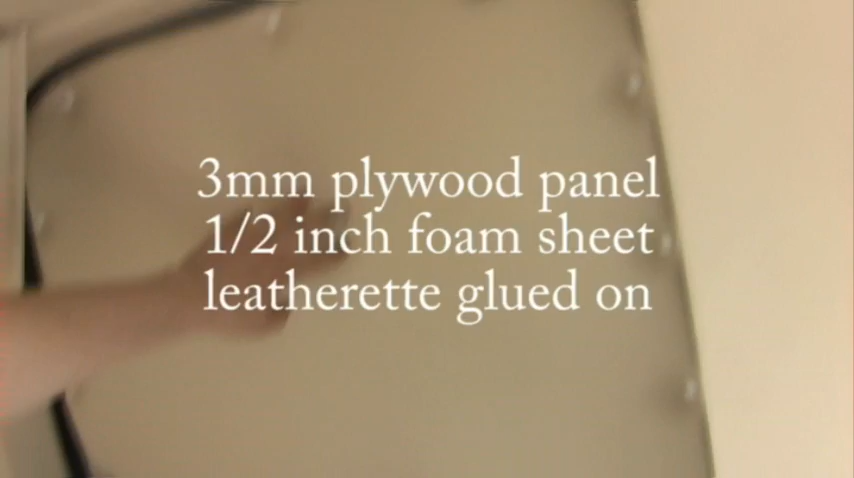 3mm plywood panel
1/2 inch foam sheet
leatherette glued on